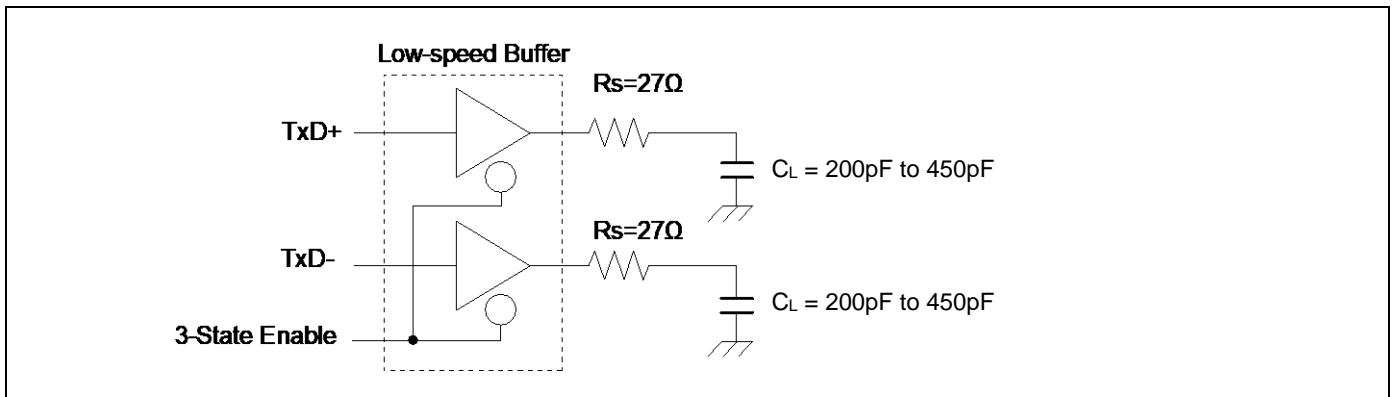 Low-speed Buffer
Rs=27Ω
TxD+
CL = 200pF to 450pF
Rs=27Ω
TxD-
CL = 200pF to 450pF
3-State Enable